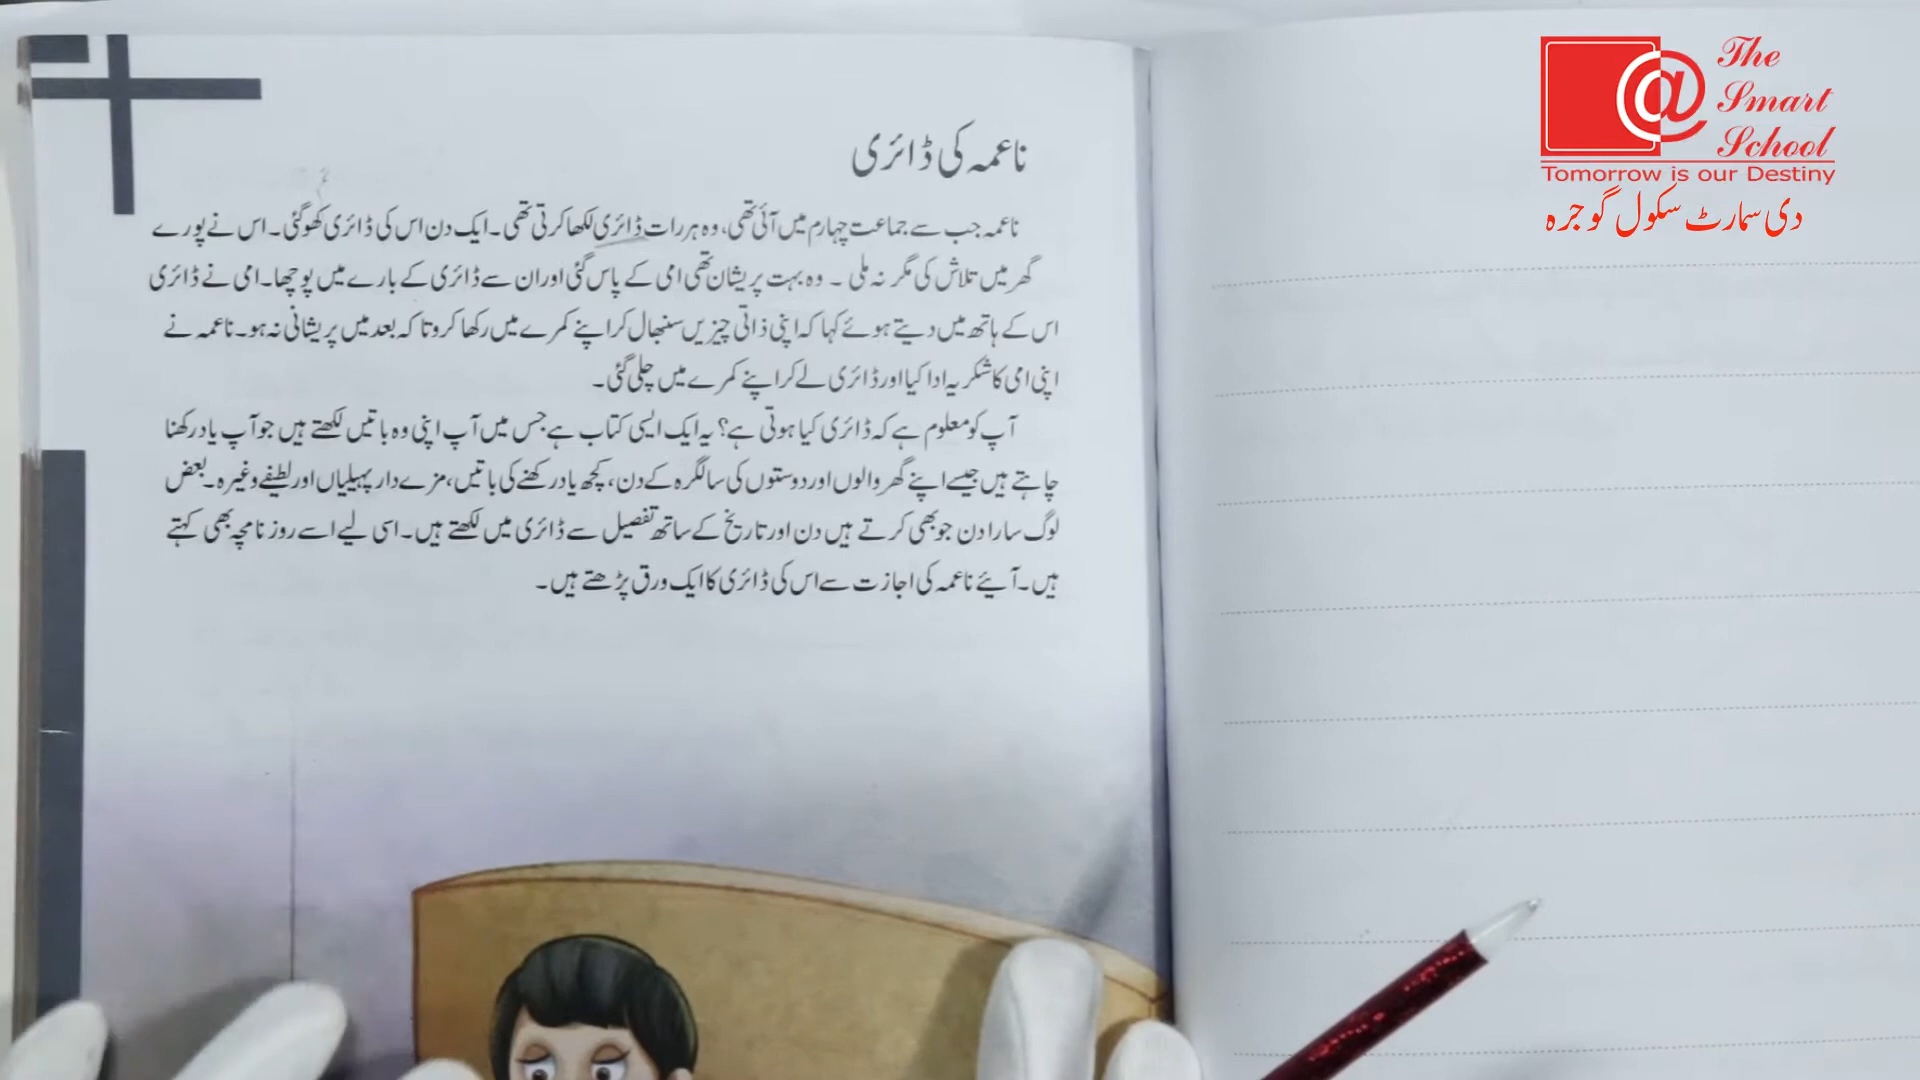 ناعمہ کی ڈائری
ناعمہ جب سے جماعت چہارم میں آئی تھی، وہ ہر رات ڈائری لکھا کرتی تھی۔ ایک دن اس کی ڈائری کھو گئی۔ اس نے پورے
گھر میں تلاش کی مگر نہ ملی ۔ وہ بہت پریشان تھی امی کے پاس گئی اور ان سے ڈائری کے بارے میں پوچھا۔ امی نے ڈائری
اس کے ہاتھ میں دیتے ہوئے کہا کہ اپنی ذاتی چیزیں سنبھال کر اپنے کمرے میں رکھا کرو تا کہ بعد میں پریشانی نہ ہو۔ ناعمہ نے
اپنی امی کا شکریہ ادا کیا اور ڈائری لے کر اپنے کمرے میں چلی گئی۔
آپ کو معلوم ہے کہ ڈائری کیا ہوتی ہے؟ یہ ایک ایسی کتاب ہے جس میں آپ اپنی وہ باتیں لکھتے ہیں جو آپ یاد رکھنا
چاہتے ہیں جیسے اپنے گھر والوں اور دوستوں کی سالگرہ کے دن، کچھ یاد رکھنے کی باتیں، مزے دار پہیلیاں اور لطیفے وغیرہ۔ بعض
لوگ سارا دن جو بھی کرتے ہیں دن اور تاریخ کے ساتھ تفصیل سے ڈائری میں لکھتے ہیں۔ اسی لیے اسے روزنامچہ بھی کہتے
ہیں۔ آیئے ناعمہ کی اجازت سے اس کی ڈائری کا ایک ورق پڑھتے ہیں۔
The
Smart
School
Tomorrow is our Destiny
دی سمارٹ سکول گوجرہ